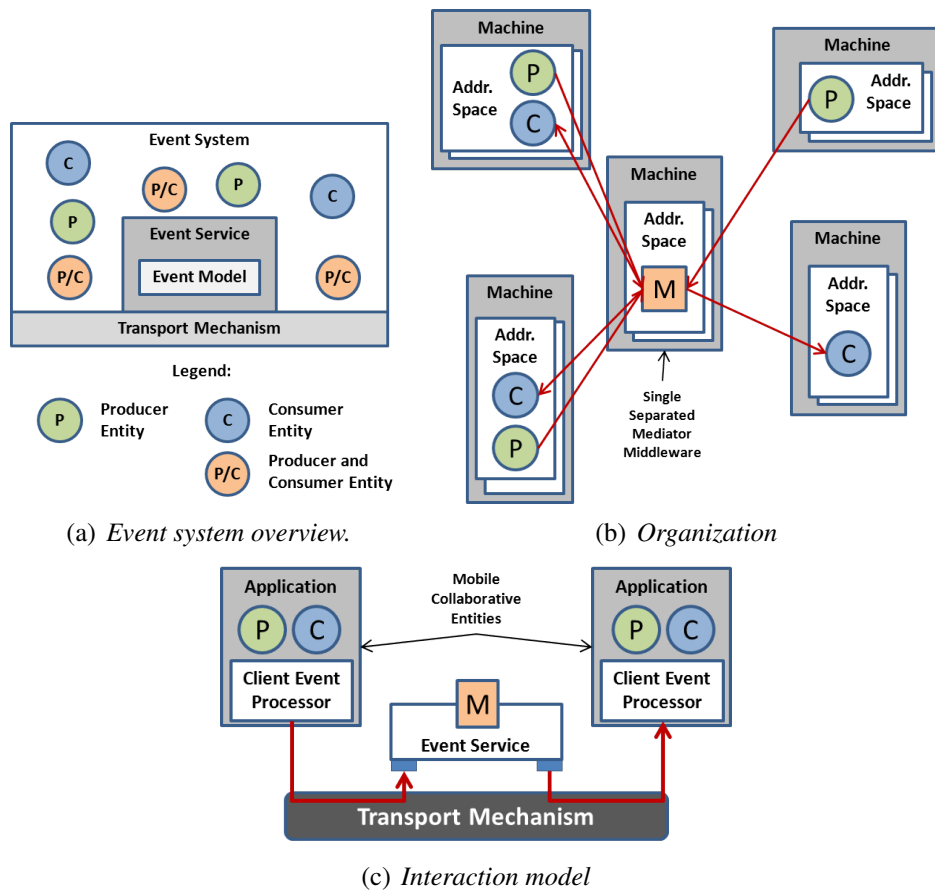 Event System
C
P/C
P
C
P
Event Service
P/C
Event Model
P/C
Transport Mechanism
Legend:
P
Producer
Entity
C
Consumer
Entity
P/C
Producer and
Consumer Entity
(a) Event system overview.
Machine
Addr.
Space
P
C
Machine
P
Addr.
Space
Machine
Addr.
Space
M
Machine
Addr.
Space
C
P
Machine
Addr.
Space
C
Single
Separated
Mediator
Middleware
(b) Organization
Application
P
C
Client Event
Processor
Mobile
Collaborative
Entities
Application
P
C
Client Event
Processor
M
Event Service
Transport Mechanism
(c) Interaction model